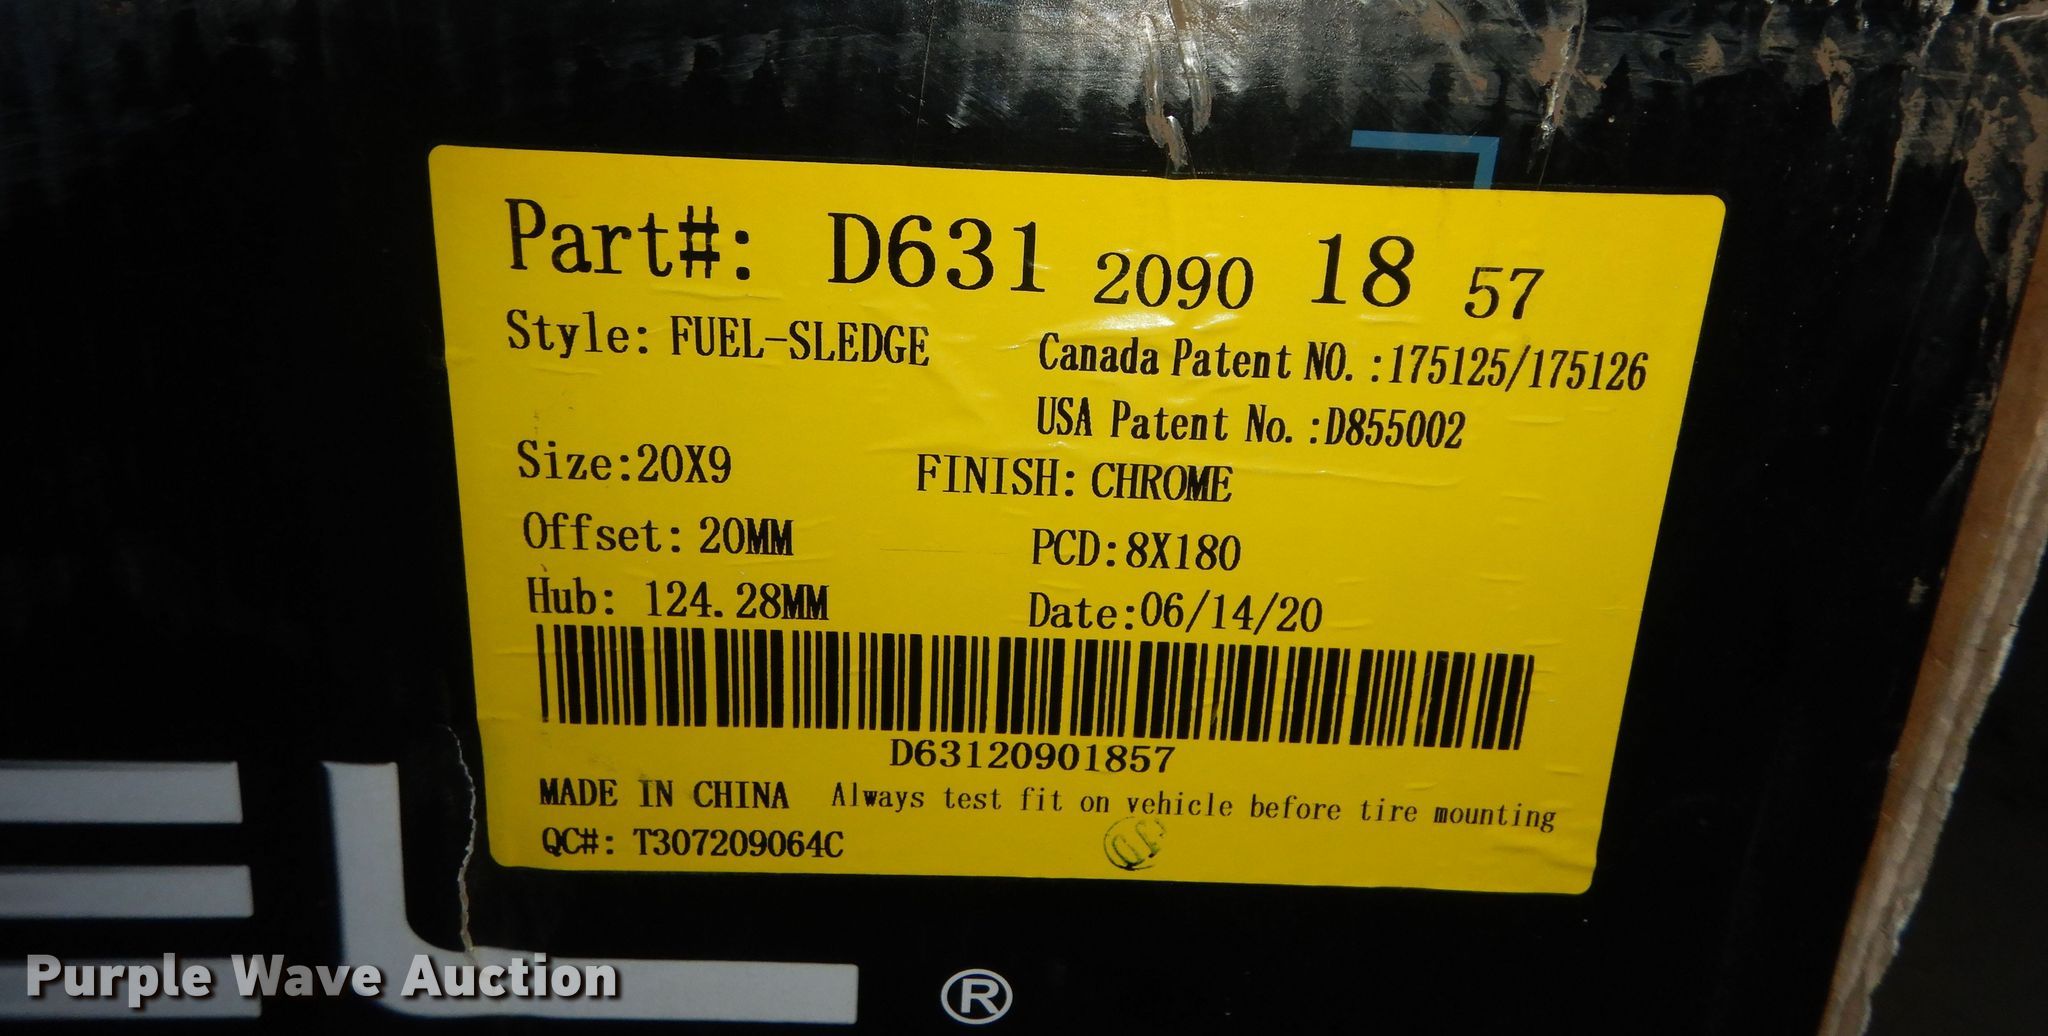 Part#: D631 2090 18 57
Style: FUEL-SLEDGE
Canada Patent NO.:175125/175126
USA Patent No.:D855002
Size:20X9 FINISH: CHROME
Offset: 20MM PCD:8X180
Hub: 124.28MM Date:06/14/20
D63120901857
MADE IN CHINA Always test fit on vehicle before tire mounting
QC#: T307209064C
EL®
Purple Wave Auction